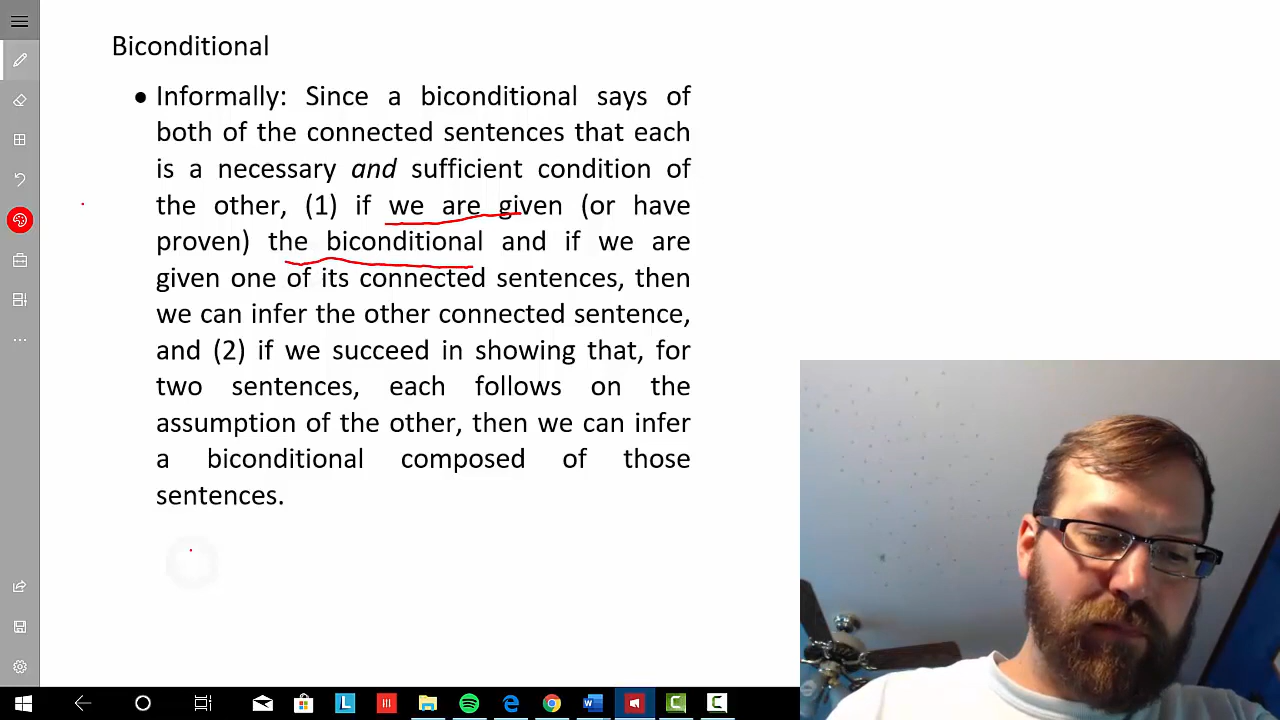 Biconditional
● Informally: Since a biconditional says of
both of the connected sentences that each
is a necessary and sufficient condition of
the other, (1) if we are given (or have
proven) the biconditional and if we are
given one of its connected sentences, then
we can infer the other connected sentence,
and (2) if we succeed in showing that, for
two sentences, each follows on the
assumption of the other, then we can infer
a biconditional composed of those
sentences.